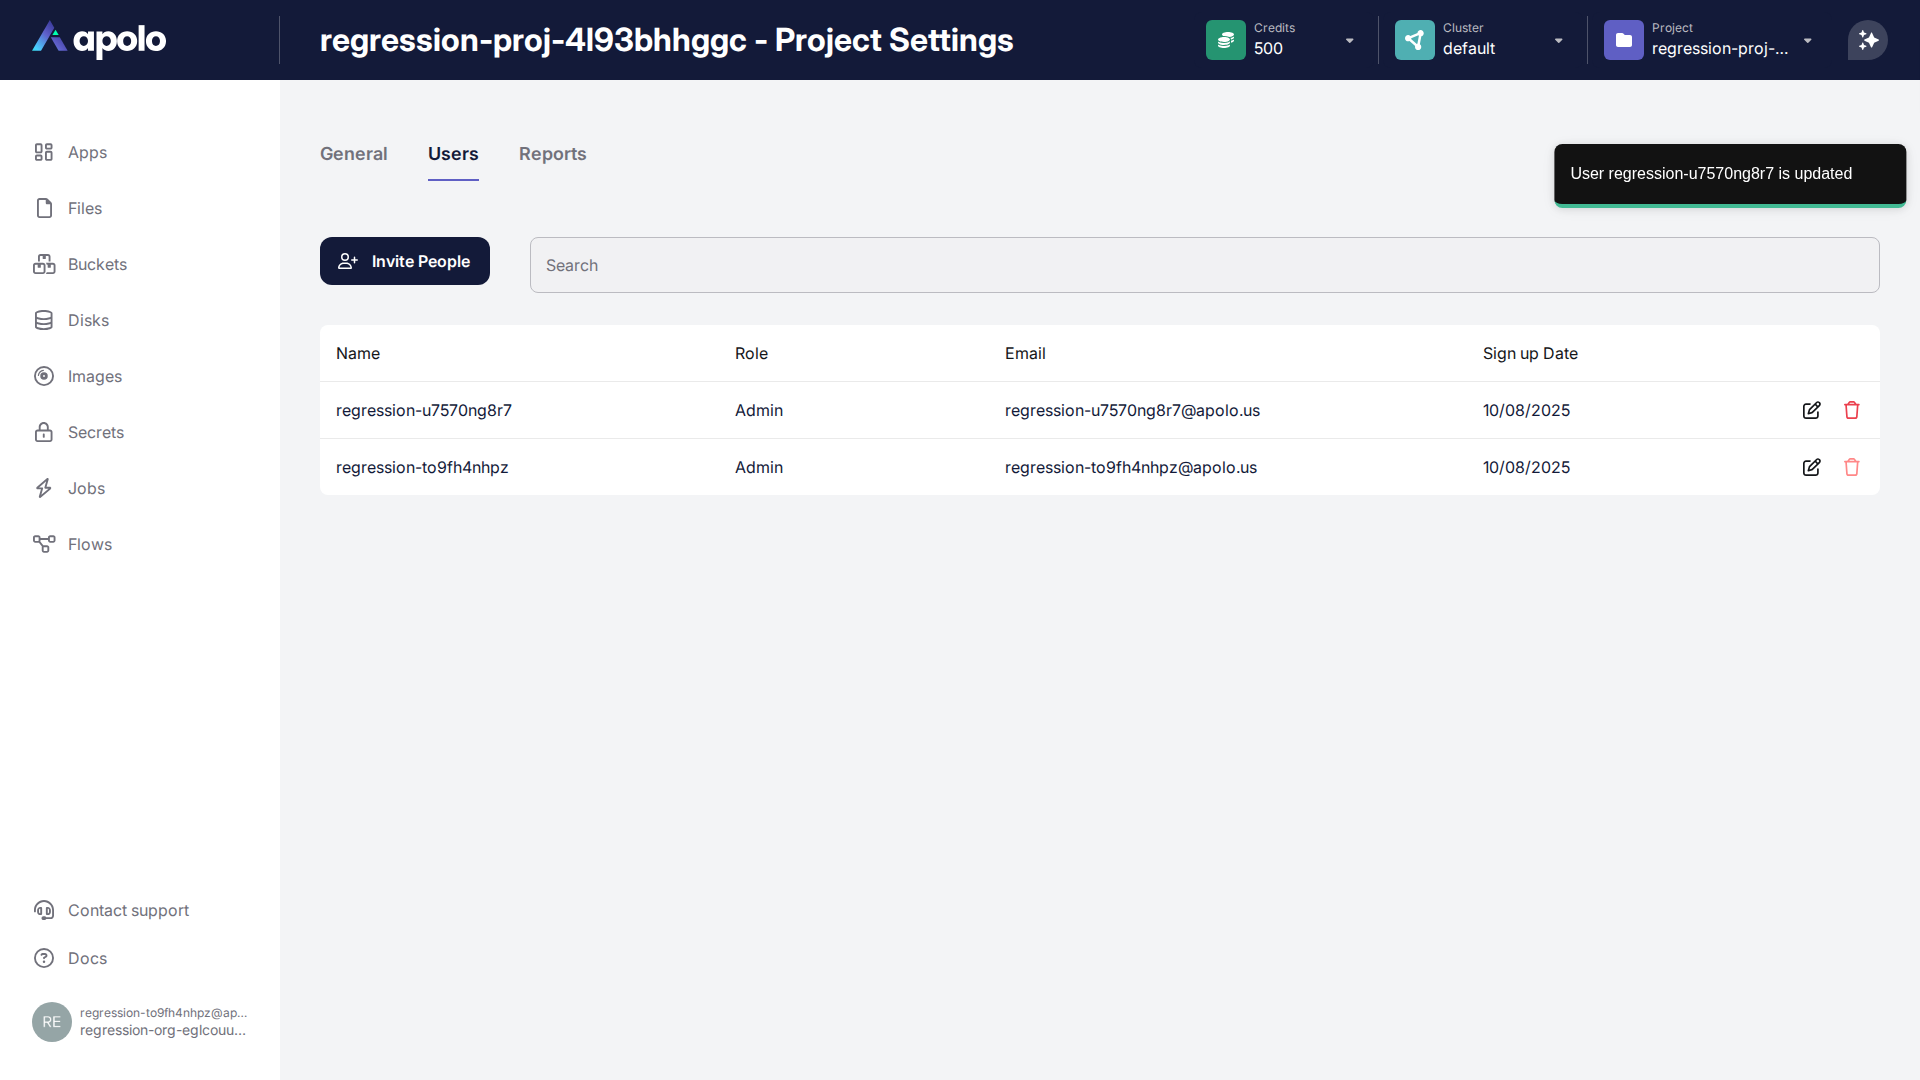 apolo
regression-proj-4l93bhhggc - Project Settings
Credits
500
Cluster
default
Project
regression-proj-...
Apps
Files
Buckets
Disks
Images
Secrets
Jobs
Flows
General
Users
Reports
User regression-u7570ng8r7 is updated
Invite People
Search
Name Role Email Sign up Date
regression-u7570ng8r7 Admin regression-u7570ng8r7@apolo.us 10/08/2025
regression-to9fh4nhpz Admin regression-to9fh4nhpz@apolo.us 10/08/2025
Contact support
Docs
RE
regression-to9fh4nhpz@ap...
regression-org-eglcouu...